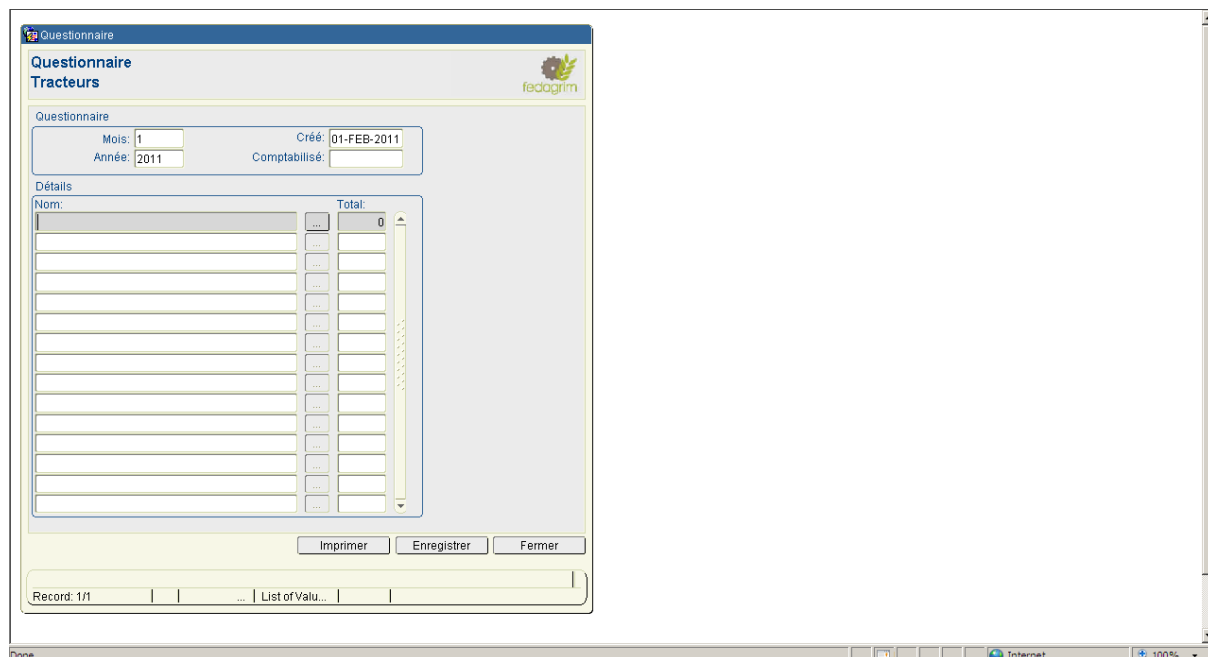 Questionnaire
Questionnaire
Tracteurs
fedagrim
Questionnaire
Mois: 1 Créé: 01-FEB-2011
Année: 2011 Comptabilisé:
Détails
Nom: Total:
... 0
...
...
...
...
...
...
...
...
...
...
...
...
...
...
Imprimer Enregistrer Fermer
Record: 1/1 ... List of Valu...
Done Internet 100%